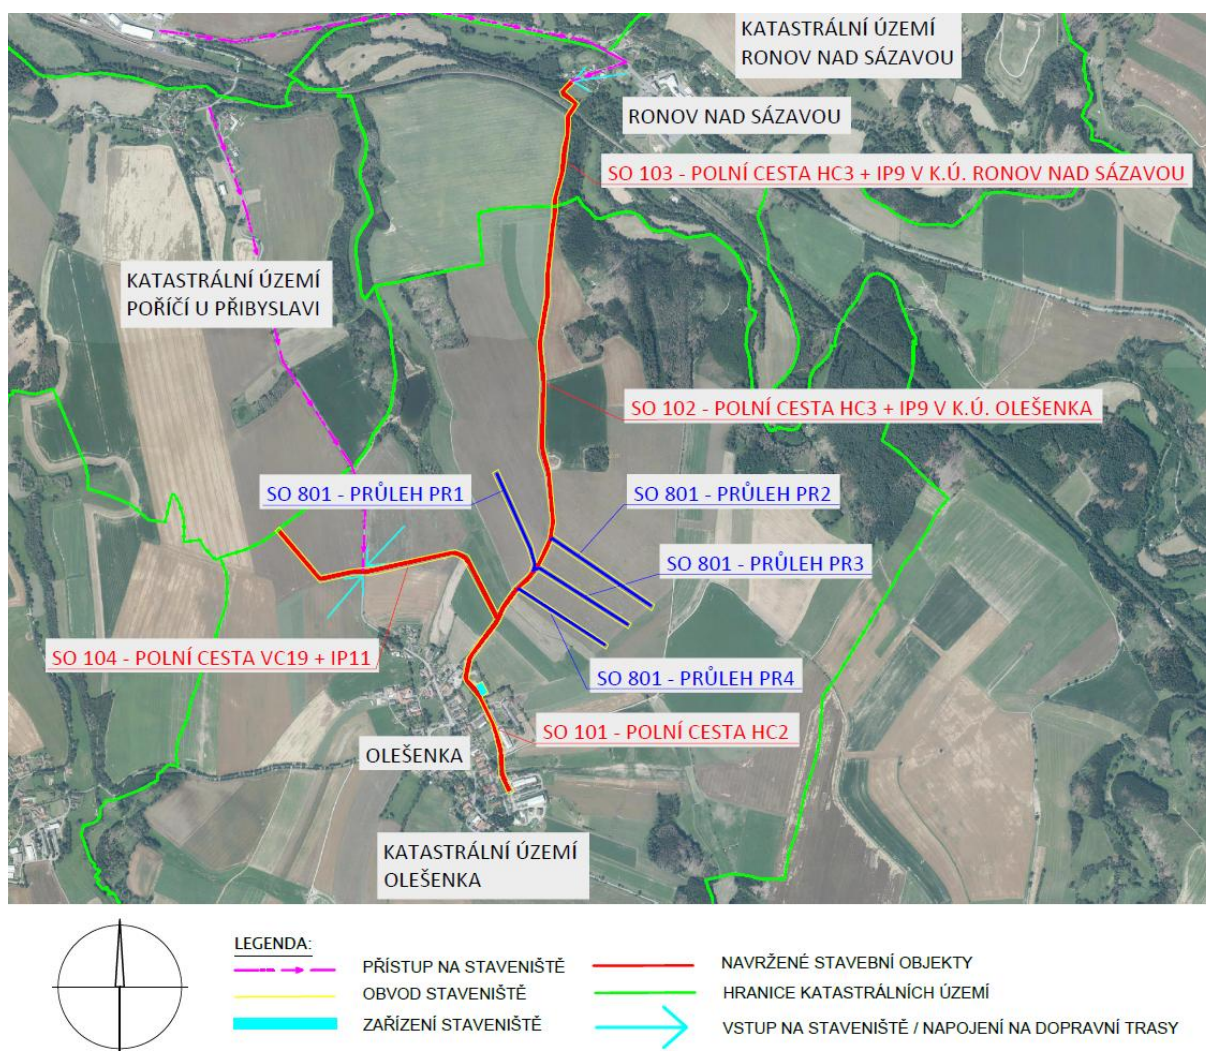 KATASTRÁLNÍ ÚZEMÍ
RONOV NAD SÁZAVOU
RONOV NAD SÁZAVOU
SO 103 - POLNÍ CESTA HC3 + IP9 V K.Ú. RONOV NAD SÁZAVOU
KATASTRÁLNÍ ÚZEMÍ
POŘÍČÍ U PŘIBYSLAVI
SO 102 - POLNÍ CESTA HC3 + IP9 V K.Ú. OLEŠENKA
SO 801 - PRŮLEH PR1
SO 801 - PRŮLEH PR2
SO 801 - PRŮLEH PR3
SO 104 - POLNÍ CESTA VC19 + IP11
SO 801 - PRŮLEH PR4
SO 101 - POLNÍ CESTA HC2
OLEŠENKA
KATASTRÁLNÍ ÚZEMÍ
OLEŠENKA
LEGENDA:
PŘÍSTUP NA STAVENIŠTĚ
OBVOD STAVENIŠTĚ
ZAŘÍZENÍ STAVENIŠTĚ
NAVRŽENÉ STAVEBNÍ OBJEKTY
HRANICE KATASTRÁLNÍCH ÚZEMÍ
VSTUP NA STAVENIŠTĚ / NAPOJENÍ NA DOPRAVNÍ TRASY